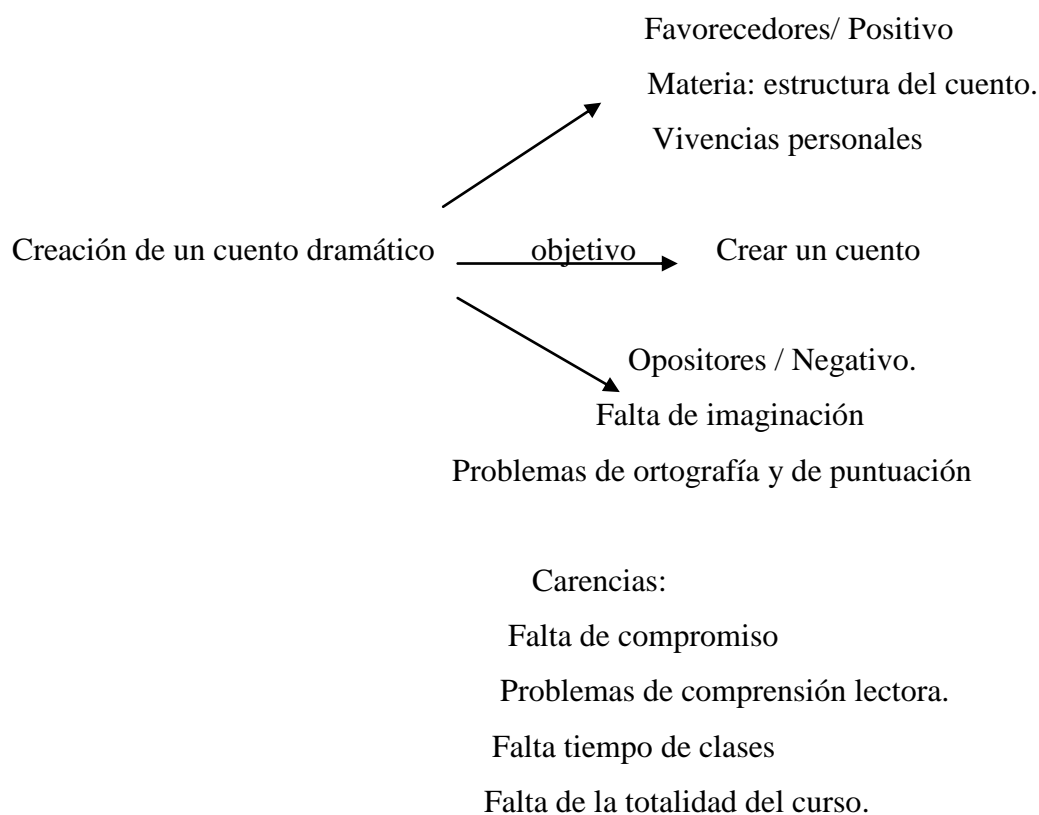 Favorecedores/ Positivo
Materia: estructura del cuento.
Vivencias personales
Creación de un cuento dramático objetivo Crear un cuento
Opositores / Negativo.
Falta de imaginación
Problemas de ortografía y de puntuación
Carencias:
Falta de compromiso
Problemas de comprensión lectora.
Falta tiempo de clases
Falta de la totalidad del curso.